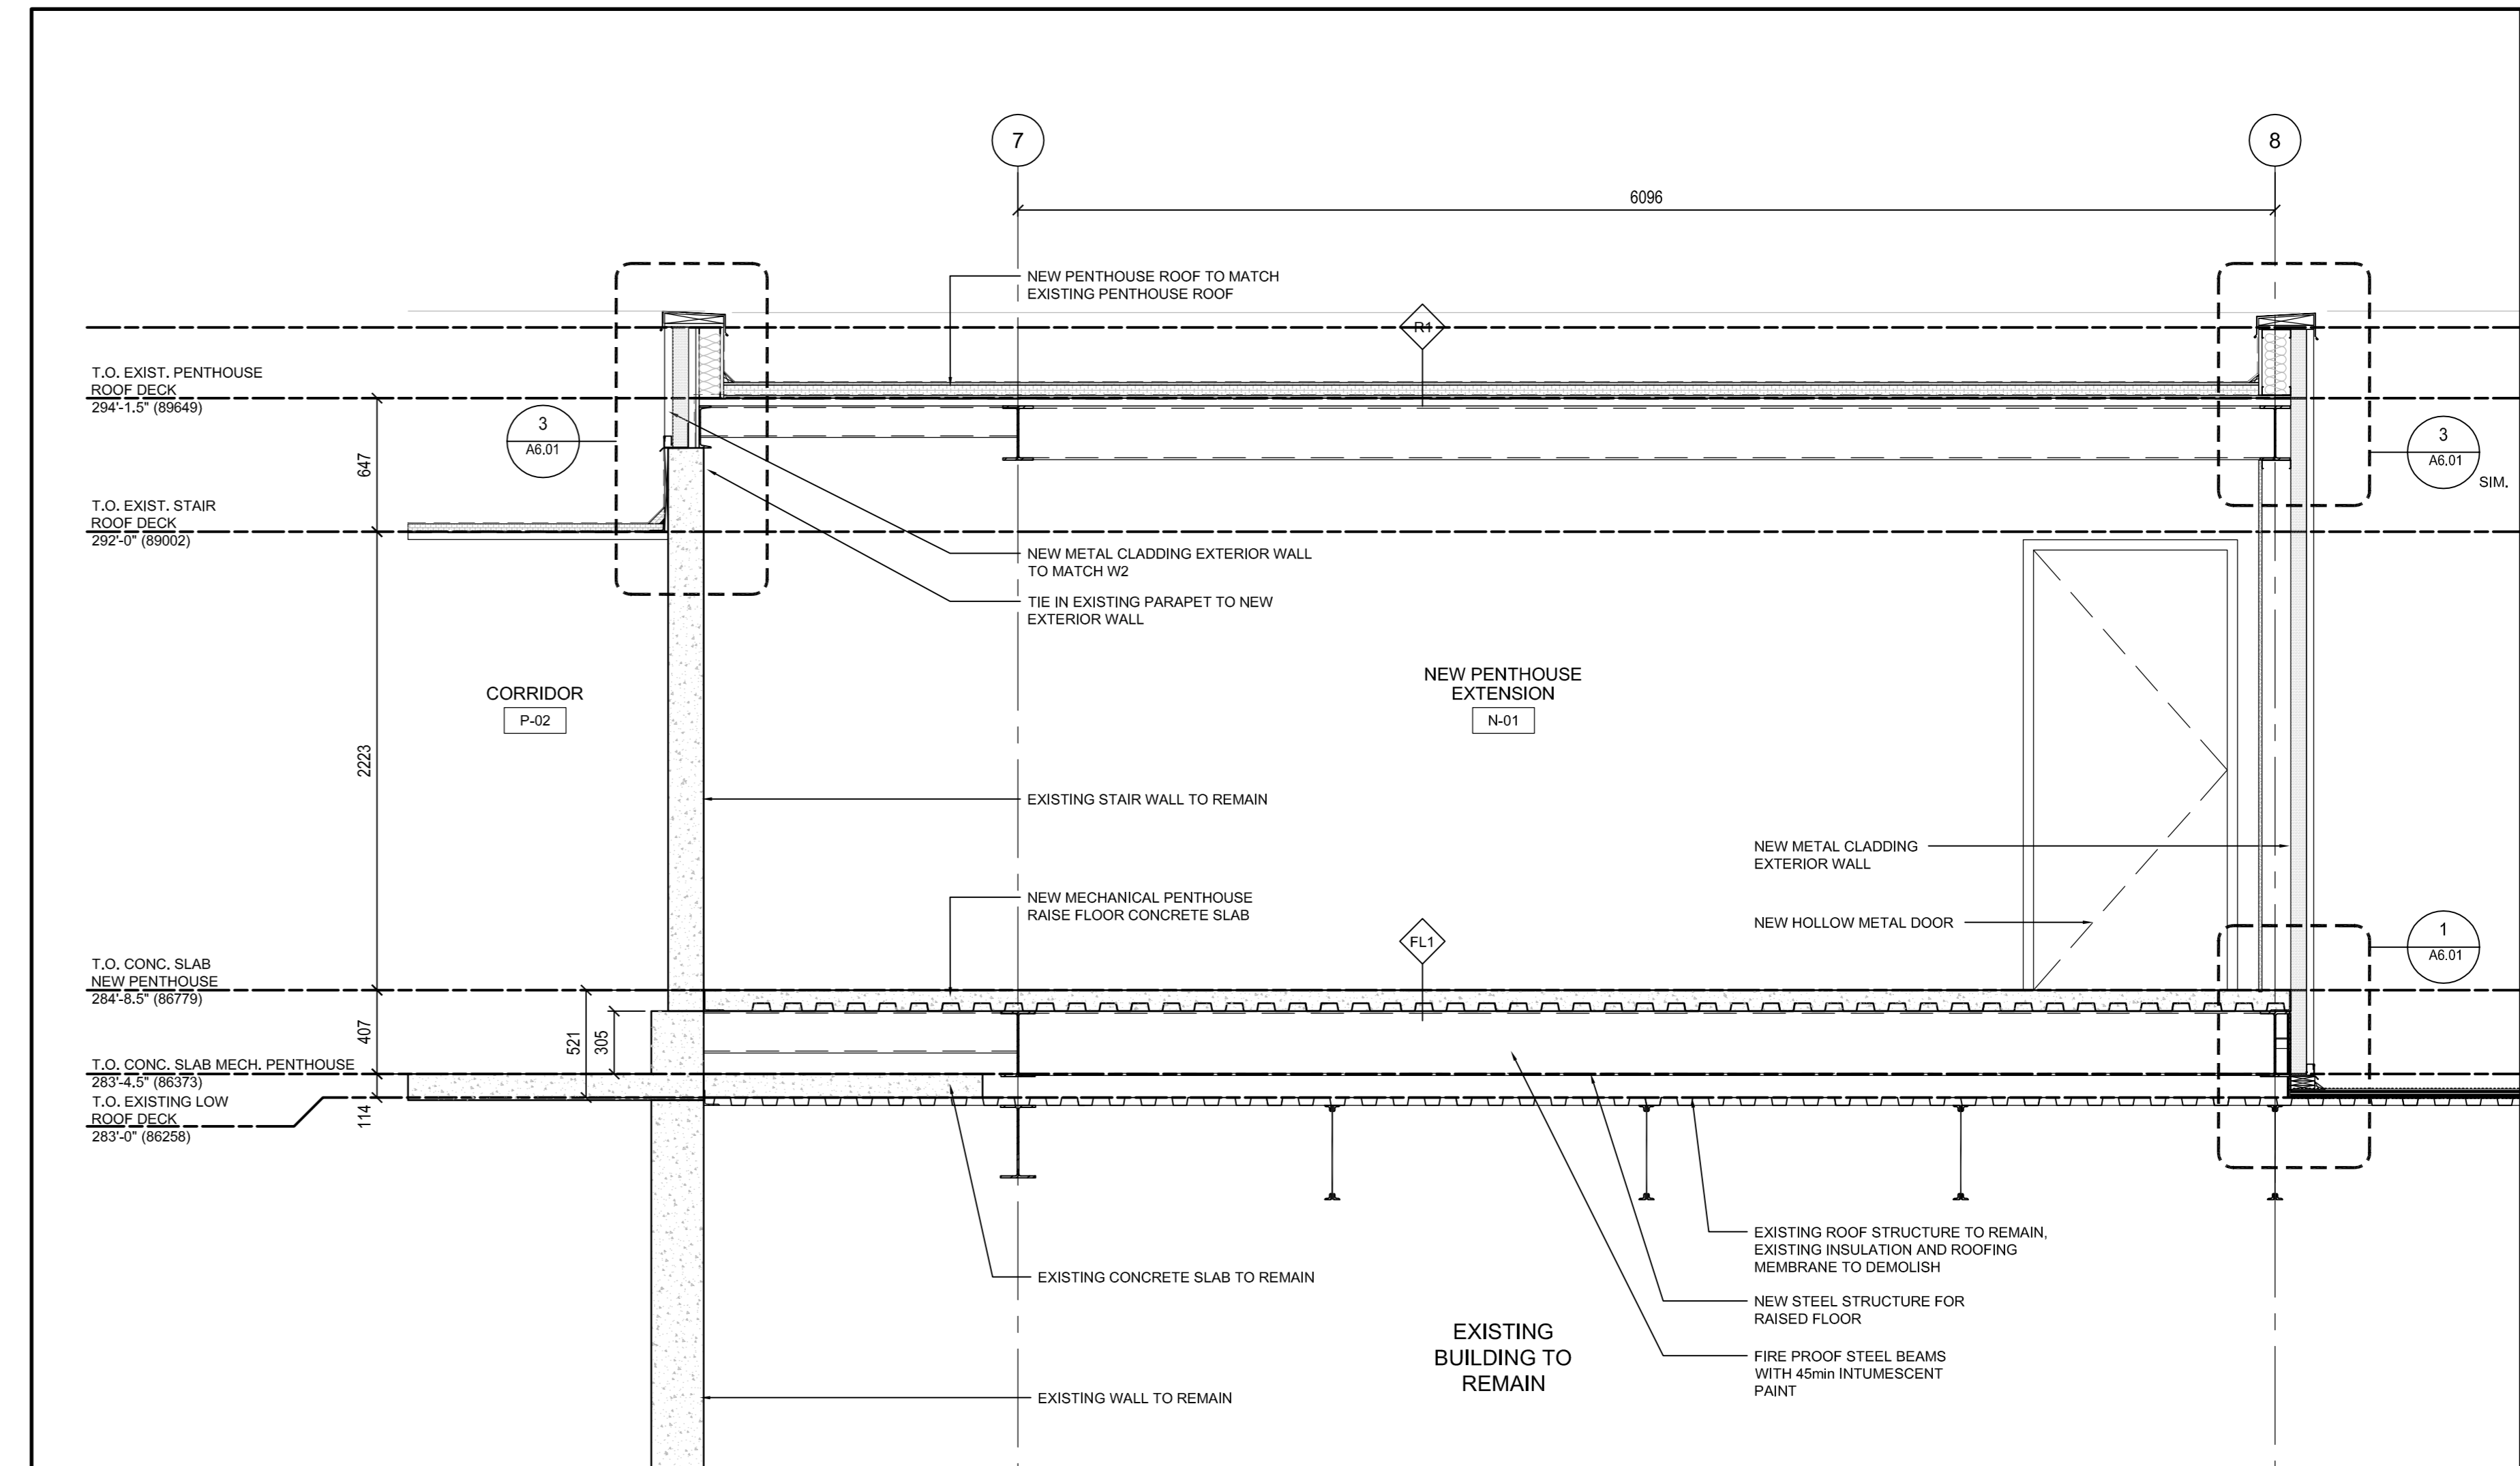 7
8
6096
NEW PENTHOUSE ROOF TO MATCH
EXISTING PENTHOUSE ROOF
R1
T.O. EXIST. PENTHOUSE
ROOF DECK
294'-1.5" (89649)
3
A6.01
3
A6.01
SIM.
647
T.O. EXIST. STAIR
ROOF DECK
292'-0" (89002)
NEW METAL CLADDING EXTERIOR WALL
TO MATCH W2
TIE IN EXISTING PARAPET TO NEW
EXTERIOR WALL
CORRIDOR
P-02
NEW PENTHOUSE
EXTENSION
N-01
2223
EXISTING STAIR WALL TO REMAIN
NEW METAL CLADDING
EXTERIOR WALL
NEW MECHANICAL PENTHOUSE
RAISE FLOOR CONCRETE SLAB
NEW HOLLOW METAL DOOR
FL1
1
A6.01
T.O. CONC. SLAB
NEW PENTHOUSE
284'-8.5" (86779)
407
521
305
T.O. CONC. SLAB MECH. PENTHOUSE
283'-4.5" (86373)
T.O. EXISTING LOW
ROOF DECK
283'-0" (86258)
114
EXISTING ROOF STRUCTURE TO REMAIN,
EXISTING INSULATION AND ROOFING
MEMBRANE TO DEMOLISH
EXISTING CONCRETE SLAB TO REMAIN
NEW STEEL STRUCTURE FOR
RAISED FLOOR
EXISTING
BUILDING TO
REMAIN
FIRE PROOF STEEL BEAMS
WITH 45min INTUMESCENT
PAINT
EXISTING WALL TO REMAIN